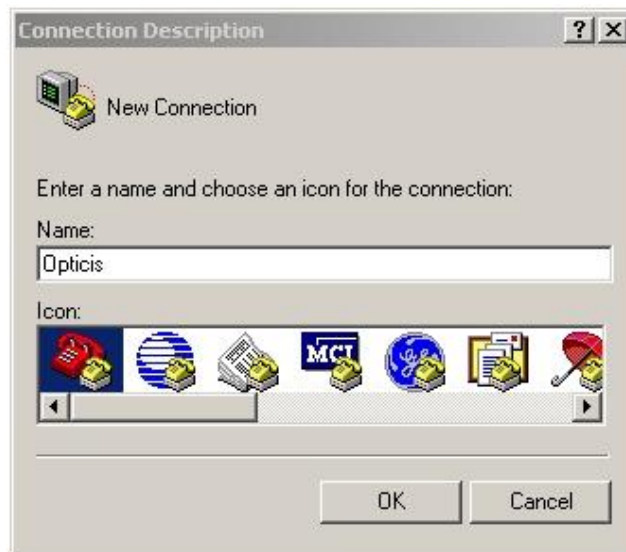 Connection Description
New Connection
Enter a name and choose an icon for the connection:
Name:
Opticis
Icon:
MCI
OK Cancel